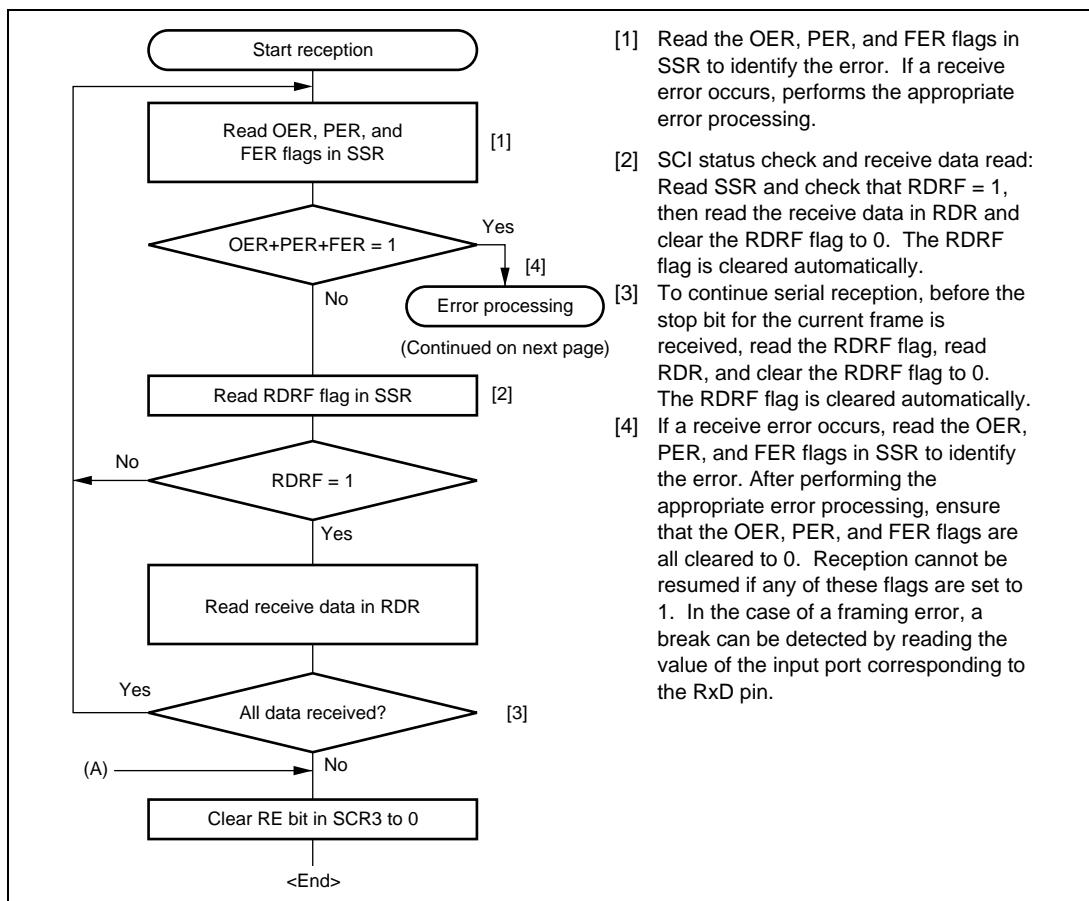 Start reception
Read OER, PER, and
FER flags in SSR
[1]
OER+PER+FER = 1
Yes
[4]
No
Error processing
(Continued on next page)
Read RDRF flag in SSR
[2]
No
RDRF = 1
Yes
Read receive data in RDR
Yes
All data received?
[3]
(A)
No
Clear RE bit in SCR3 to 0
<End>
[1] Read the OER, PER, and FER flags in
SSR to identify the error. If a receive
error occurs, performs the appropriate
error processing.
[2] SCI status check and receive data read:
Read SSR and check that RDRF = 1,
then read the receive data in RDR and
clear the RDRF flag to 0. The RDRF
flag is cleared automatically.
[3] To continue serial reception, before the
stop bit for the current frame is
received, read the RDRF flag, read
RDR, and clear the RDRF flag to 0.
The RDRF flag is cleared automatically.
[4] If a receive error occurs, read the OER,
PER, and FER flags in SSR to identify
the error. After performing the
appropriate error processing, ensure
that the OER, PER, and FER flags are
all cleared to 0. Reception cannot be
resumed if any of these flags are set to
1. In the case of a framing error, a
break can be detected by reading the
value of the input port corresponding to
the RxD pin.